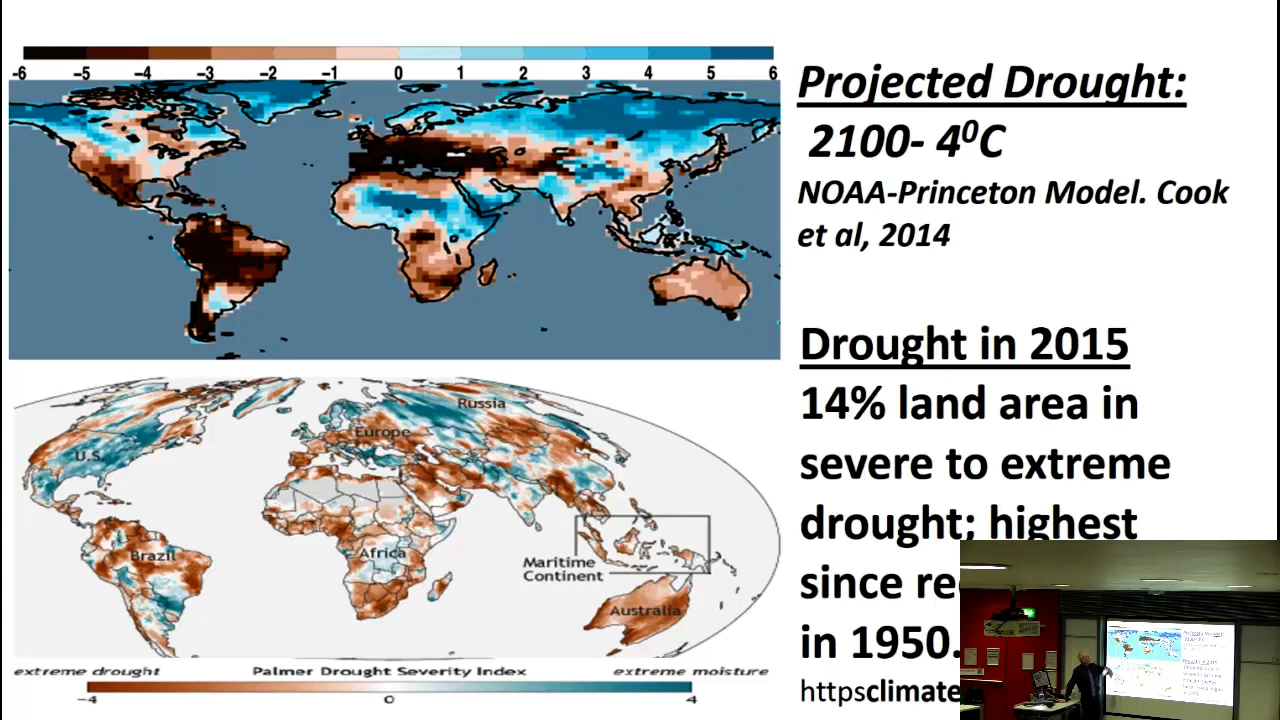 -6 -5 -4 -3 -2 -1 0 1 2 3 4 5 6
Projected Drought:
2100- 4⁰C
NOAA-Princeton Model. Cook
et al, 2014
Drought in 2015
14% land area in
severe to extreme
drought; highest
since
in 1950.
httpsclimate
Russia
Europe
U.S.
Brazil
Africa
Maritime
Continent
Australia
extreme drought Palmer Drought Severity Index extreme moisture
-4 0 4